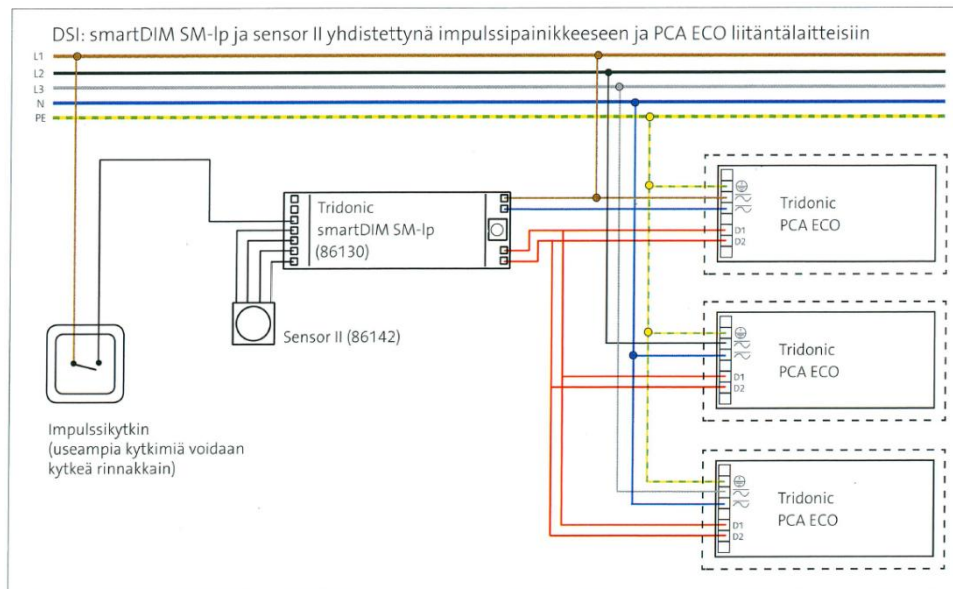 DSI: smartDIM SM-lp ja sensor II yhdistettynä impulssipainikkeeseen ja PCA ECO liitäntälaitteisiin
L1
L2
L3
N
PE
Tridonic
smartDIM SM-lp
(86130)
Sensor II (86142)
Impulssikytkin
(useampia kytkimiä voidaan
kytkeä rinnakkain)
Tridonic
PCA ECO
D1
D2
Tridonic
PCA ECO
D1
D2
Tridonic
PCA ECO
D1
D2